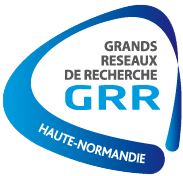 GRANDS
RESEAUX
DE RECHERCHE
GRR
HAUTE-NORMANDIE